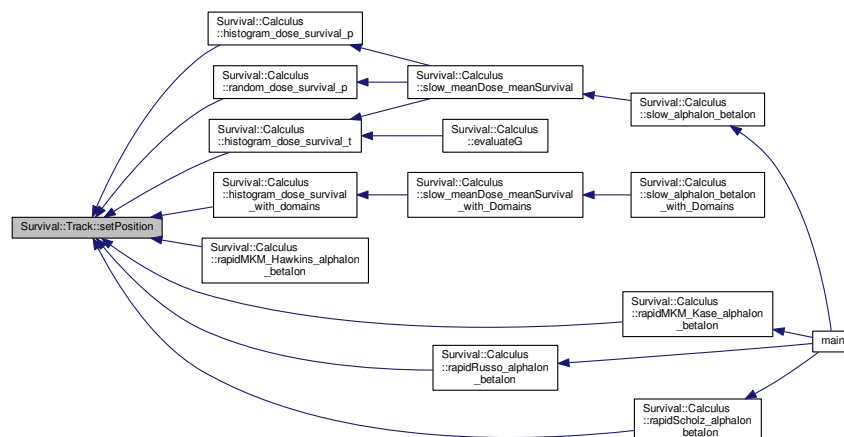 Survival::Calculus
::histogram_dose_survival_p
Survival::Calculus
::random_dose_survival_p
Survival::Calculus
::slow_meanDose_meanSurvival
Survival::Calculus
::slow_alphaIon_betaIon
Survival::Calculus
::histogram_dose_survival_t
Survival::Calculus
::evaluateG
Survival::Calculus
::histogram_dose_survival
_with_domains
Survival::Calculus
::slow_meanDose_meanSurvival
_with_Domains
Survival::Calculus
::slow_alphaIon_betaIon
_with_Domains
Survival::Track::setPosition
Survival::Calculus
::rapidMKM_Hawkins_alphaIon
_betaIon
Survival::Calculus
::rapidMKM_Kase_alphaIon
_betaIon
main
Survival::Calculus
::rapidRusso_alphaIon
_betaIon
Survival::Calculus
::rapidScholz_alphaIon
_betaIon